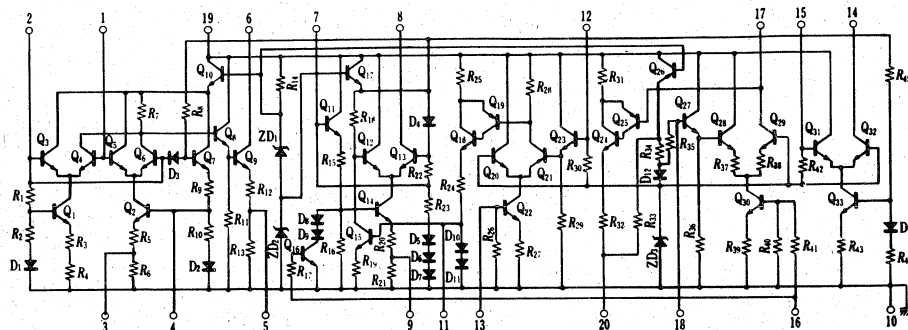 2 1 19 6 7 8 12 17 15 14
Q10 R14 Q17 R25 R31 Q26
R7 R8 Q11 R18 D4 Q19 R28 Q23 Q25 Q27
Q3 Q4 Q5 Q6 D3 Q7 Q8 Q9 ZD1 Q12 Q13 Q18 Q20 Q21 R30 Q24 R34 R35 Q28 Q29 Q31 Q32
R15 R22 D12 R37 R38 R42
R1 R9 R12 R24
Q1 Q2 R11 Q14 R23 Q22 R29 R32 R33 Q30 Q33
R2 R3 R5 R10 R13 ZD2 D8 D9 Q15 R20 D5 D10 R26 R27 ZD3 R36 R39 R40 R41 R43
D1 R4 R6 D2 Q16 R17 R16 R19 R21 D6 D7 D11
3 4 5 9 11 13 20 18 16 10